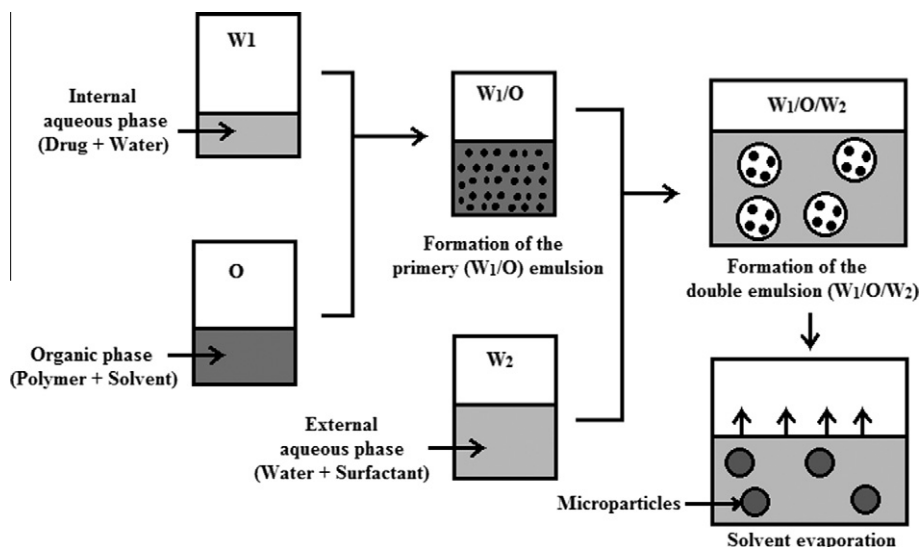 W1
Internal
aqueous phase
(Drug + Water)
O
Organic phase
(Polymer + Solvent)
W1/O
Formation of the
primery (W1/O) emulsion
W2
External
aqueous phase
(Water + Surfactant)
W1/O/W2
Formation of the
double emulsion (W1/O/W2)
Microparticles
Solvent evaporation